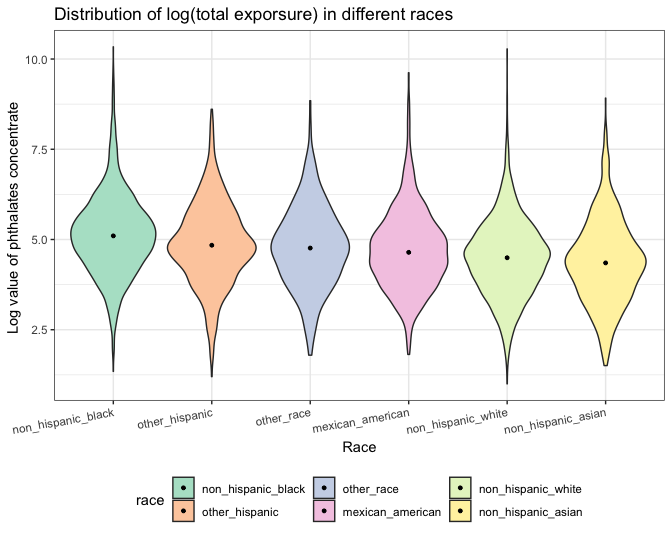 Distribution of log(total exporsure) in different races
Log value of phthalates concentrate
10.0
7.5
5.0
2.5
non_hispanic_black
other_hispanic
other_race
mexican_american
non_hispanic_white
non_hispanic_asian
Race
race
non_hispanic_black
other_race
non_hispanic_white
other_hispanic
mexican_american
non_hispanic_asian